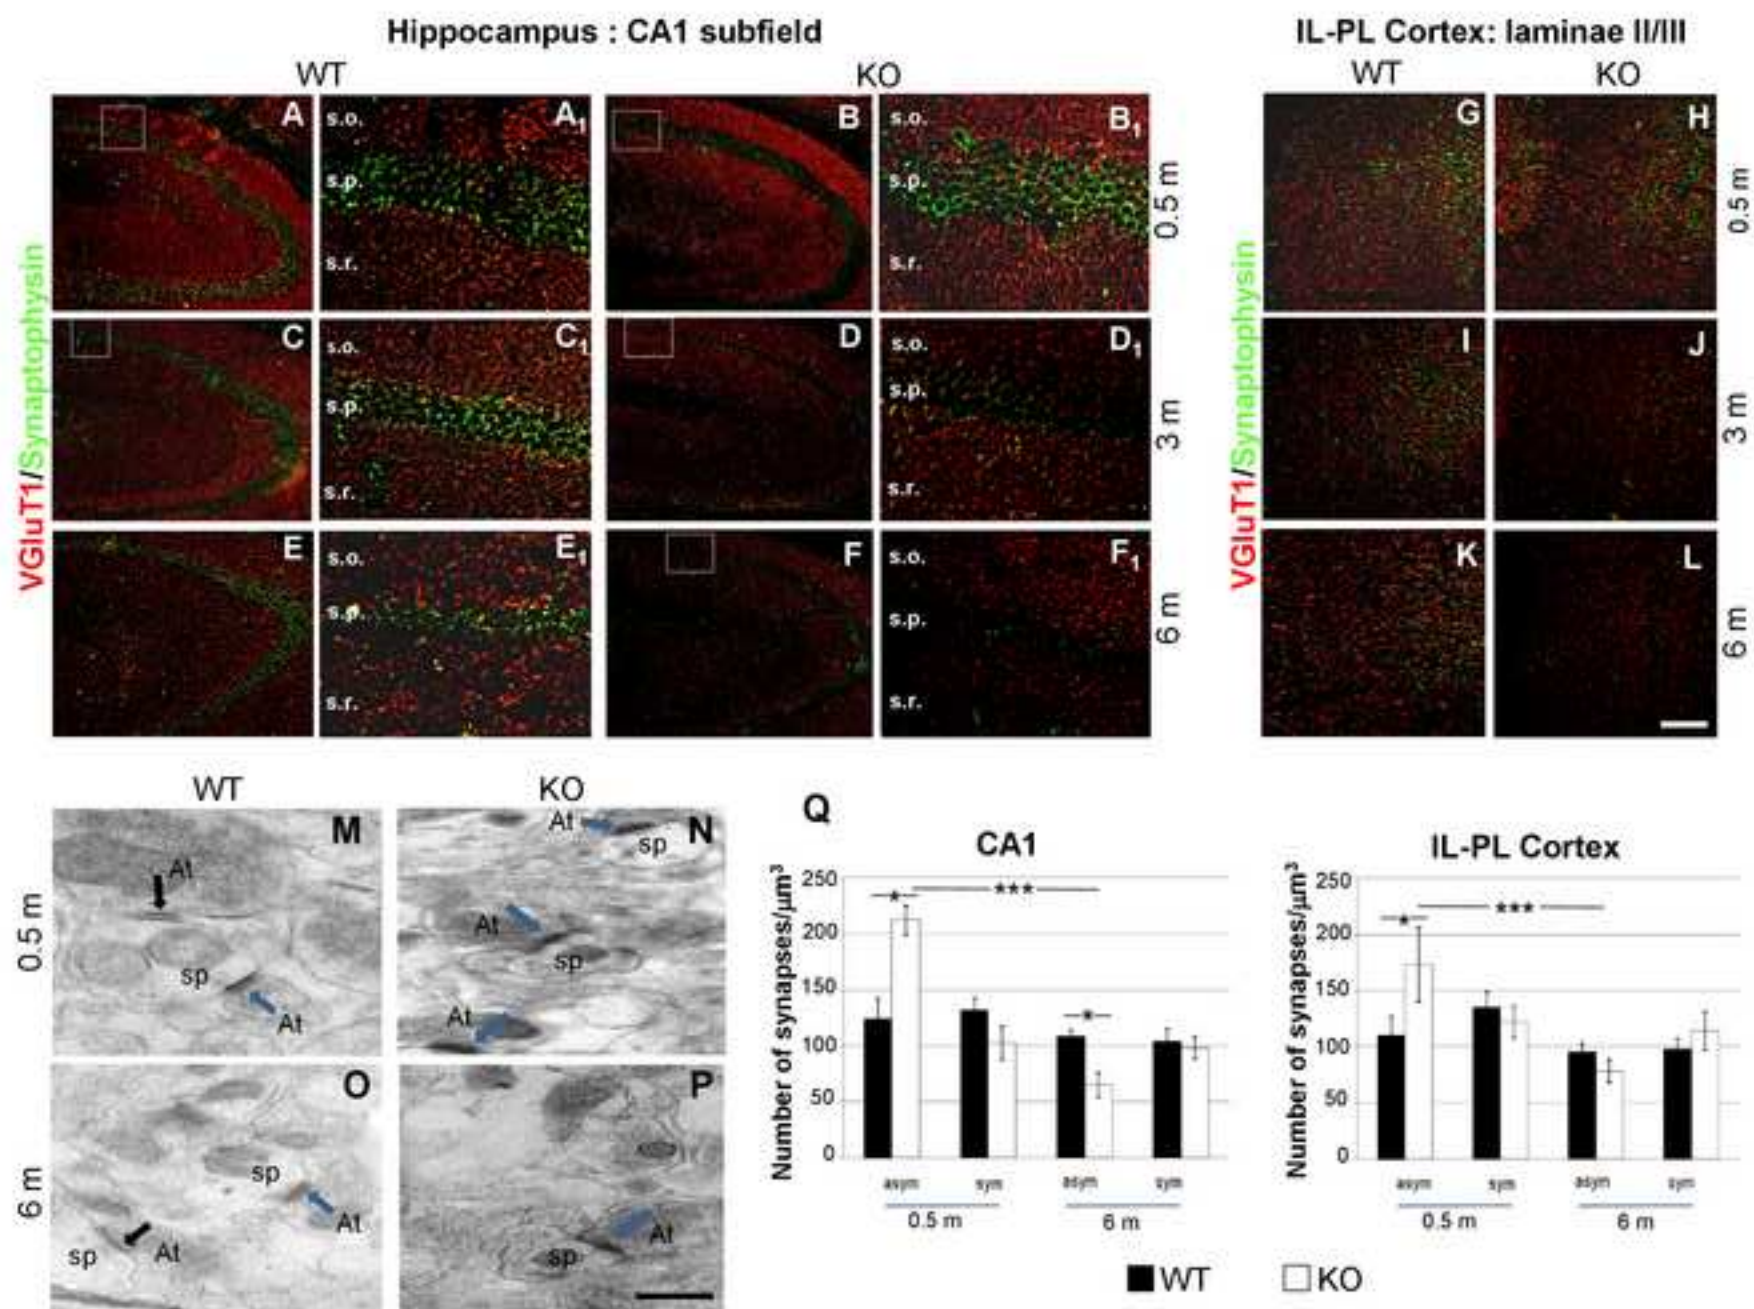 Hippocampus : CA1 subfield
IL-PL Cortex: laminae II/III
WT
KO
WT
KO
VGluT1/Synaptophysin
A
s.o.
s.p.
s.r.
A1
B
s.o.
s.p.
s.r.
B1
0.5 m
C
s.o.
s.p.
s.r.
C1
D
s.o.
s.p.
s.r.
D1
3 m
E
s.o.
s.p.
s.r.
E1
F
s.o.
s.p.
s.r.
F1
6 m
VGluT1/Synaptophysin
G
H
0.5 m
I
J
3 m
K
L
6 m
WT
KO
0.5 m
M
At
sp
At
N
At
sp
At
sp
At
6 m
O
sp
At
At
sp
P
At
sp
Q
CA1
Number of synapses/µm³
250
200
150
100
50
0
*
***
*
asym
sym
asym
sym
0.5 m
6 m
IL-PL Cortex
Number of synapses/µm³
250
200
150
100
50
0
*
***
asym
sym
asym
sym
0.5 m
6 m
WT
KO